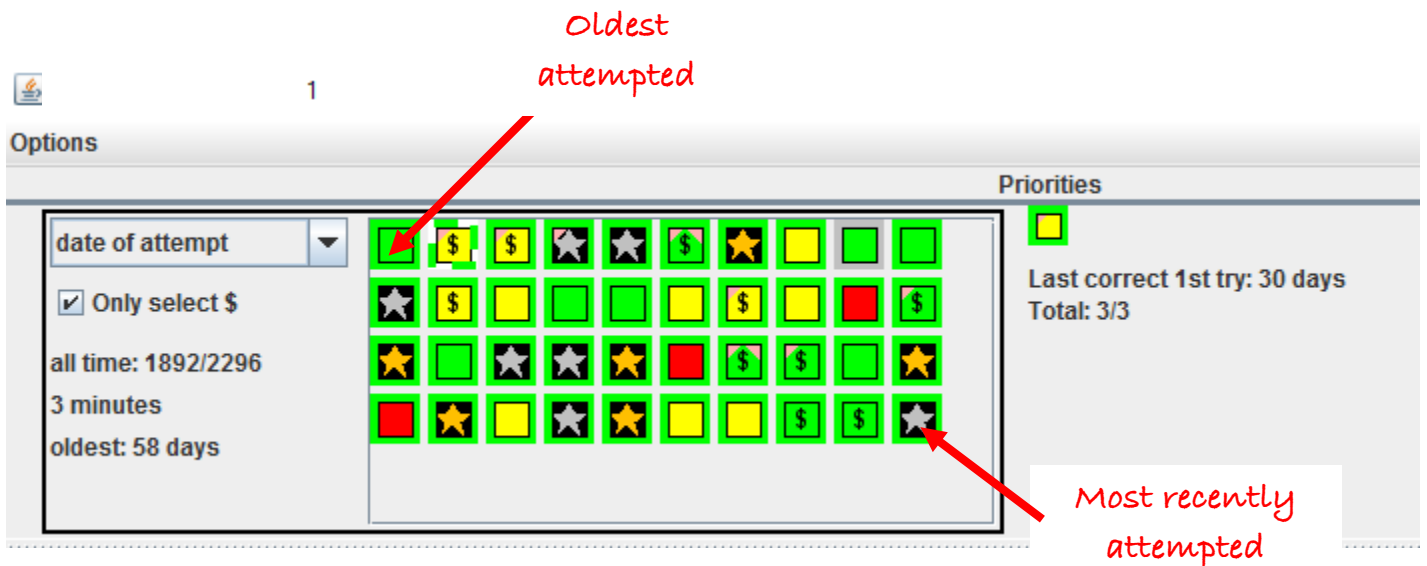 Oldest
attempted
1
Options
Priorities
date of attempt
$ $ $
Only select $
$ $ $
all time: 1892/2296
$ $
3 minutes
$ $
oldest: 58 days
Last correct 1st try: 30 days
Total: 3/3
Most recently
attempted